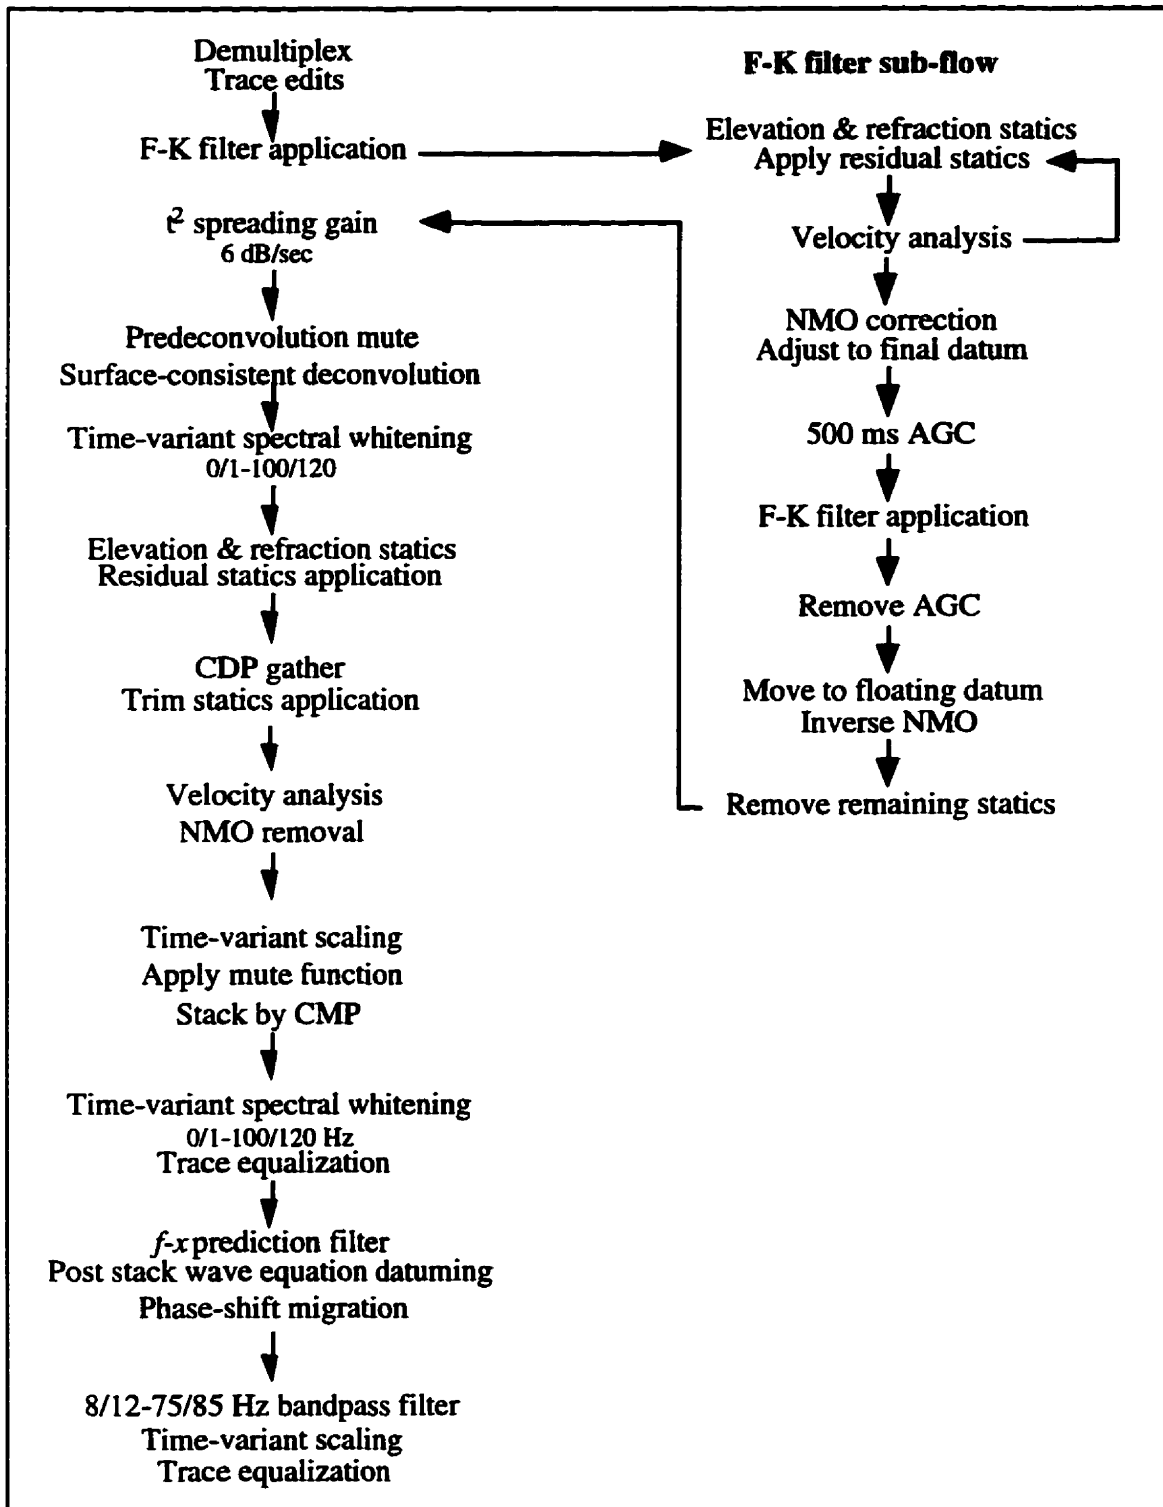 Demultiplex
Trace edits
F-K filter application
t² spreading gain
6 dB/sec
Predeconvolution mute
Surface-consistent deconvolution
Time-variant spectral whitening
0/1-100/120
Elevation & refraction statics
Residual statics application
CDP gather
Trim statics application
Velocity analysis
NMO removal
Time-variant scaling
Apply mute function
Stack by CMP
Time-variant spectral whitening
0/1-100/120 Hz
Trace equalization
f-x prediction filter
Post stack wave equation datuming
Phase-shift migration
8/12-75/85 Hz bandpass filter
Time-variant scaling
Trace equalization
F-K filter sub-flow
Elevation & refraction statics
Apply residual statics
Velocity analysis
NMO correction
Adjust to final datum
500 ms AGC
F-K filter application
Remove AGC
Move to floating datum
Inverse NMO
Remove remaining statics